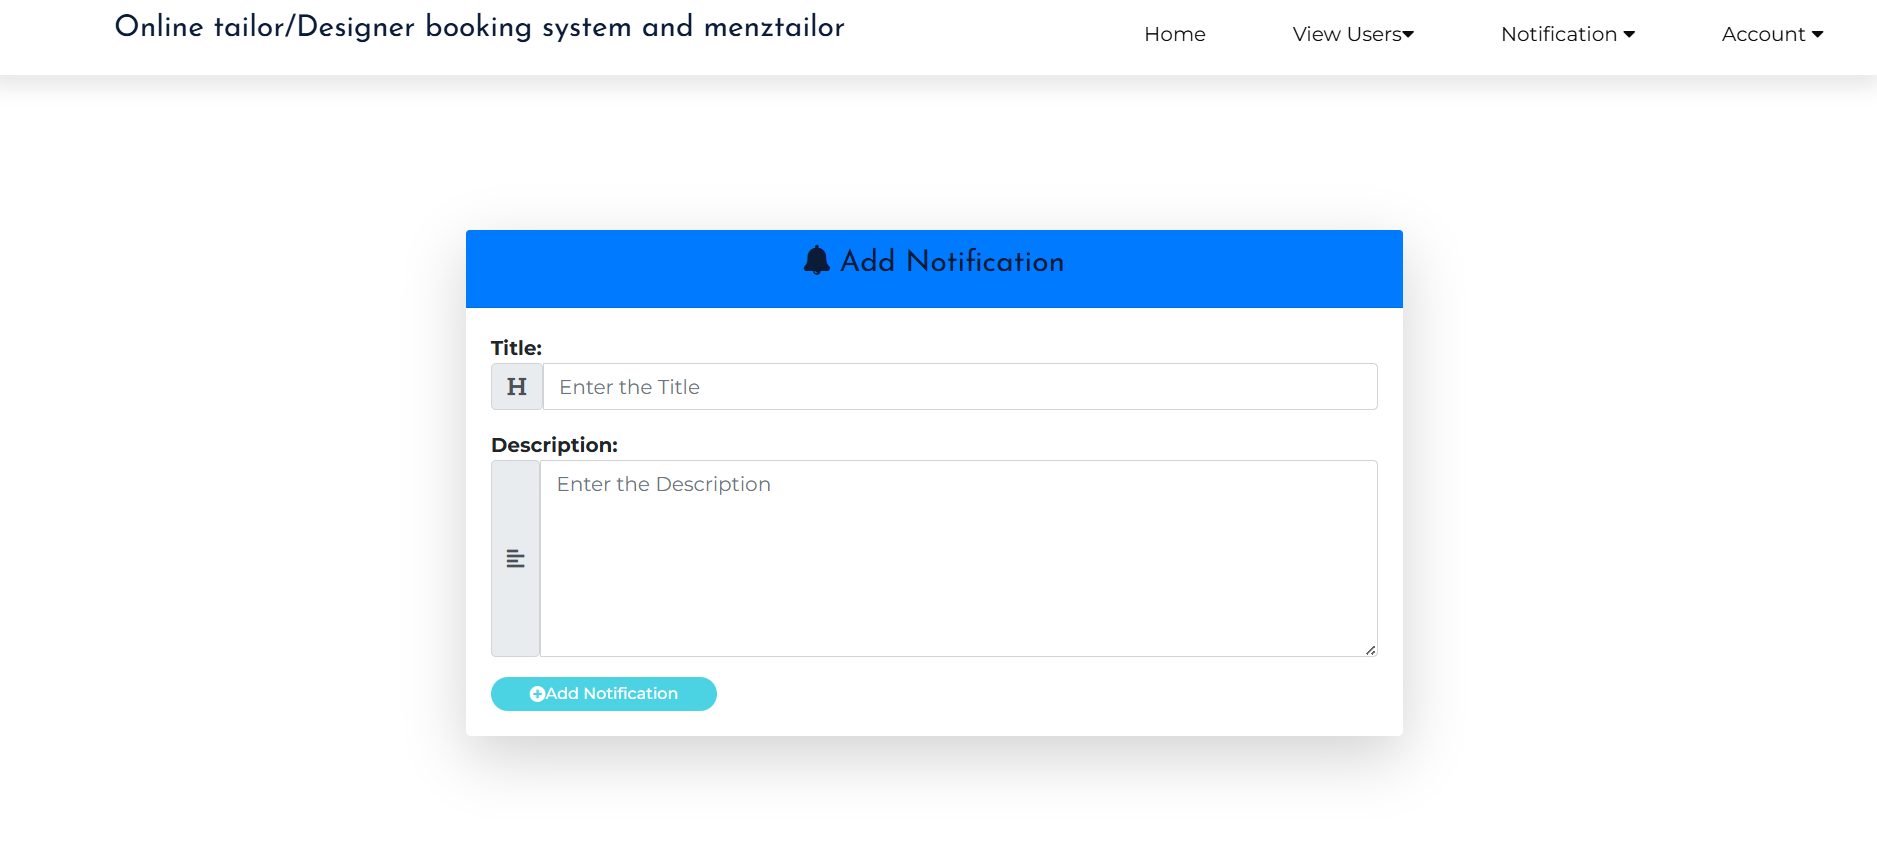 Online tailor/Designer booking system and menztailor
Home
View Users
Notification
Account
Add Notification
Title:
Enter the Title
Description:
Enter the Description
Add Notification